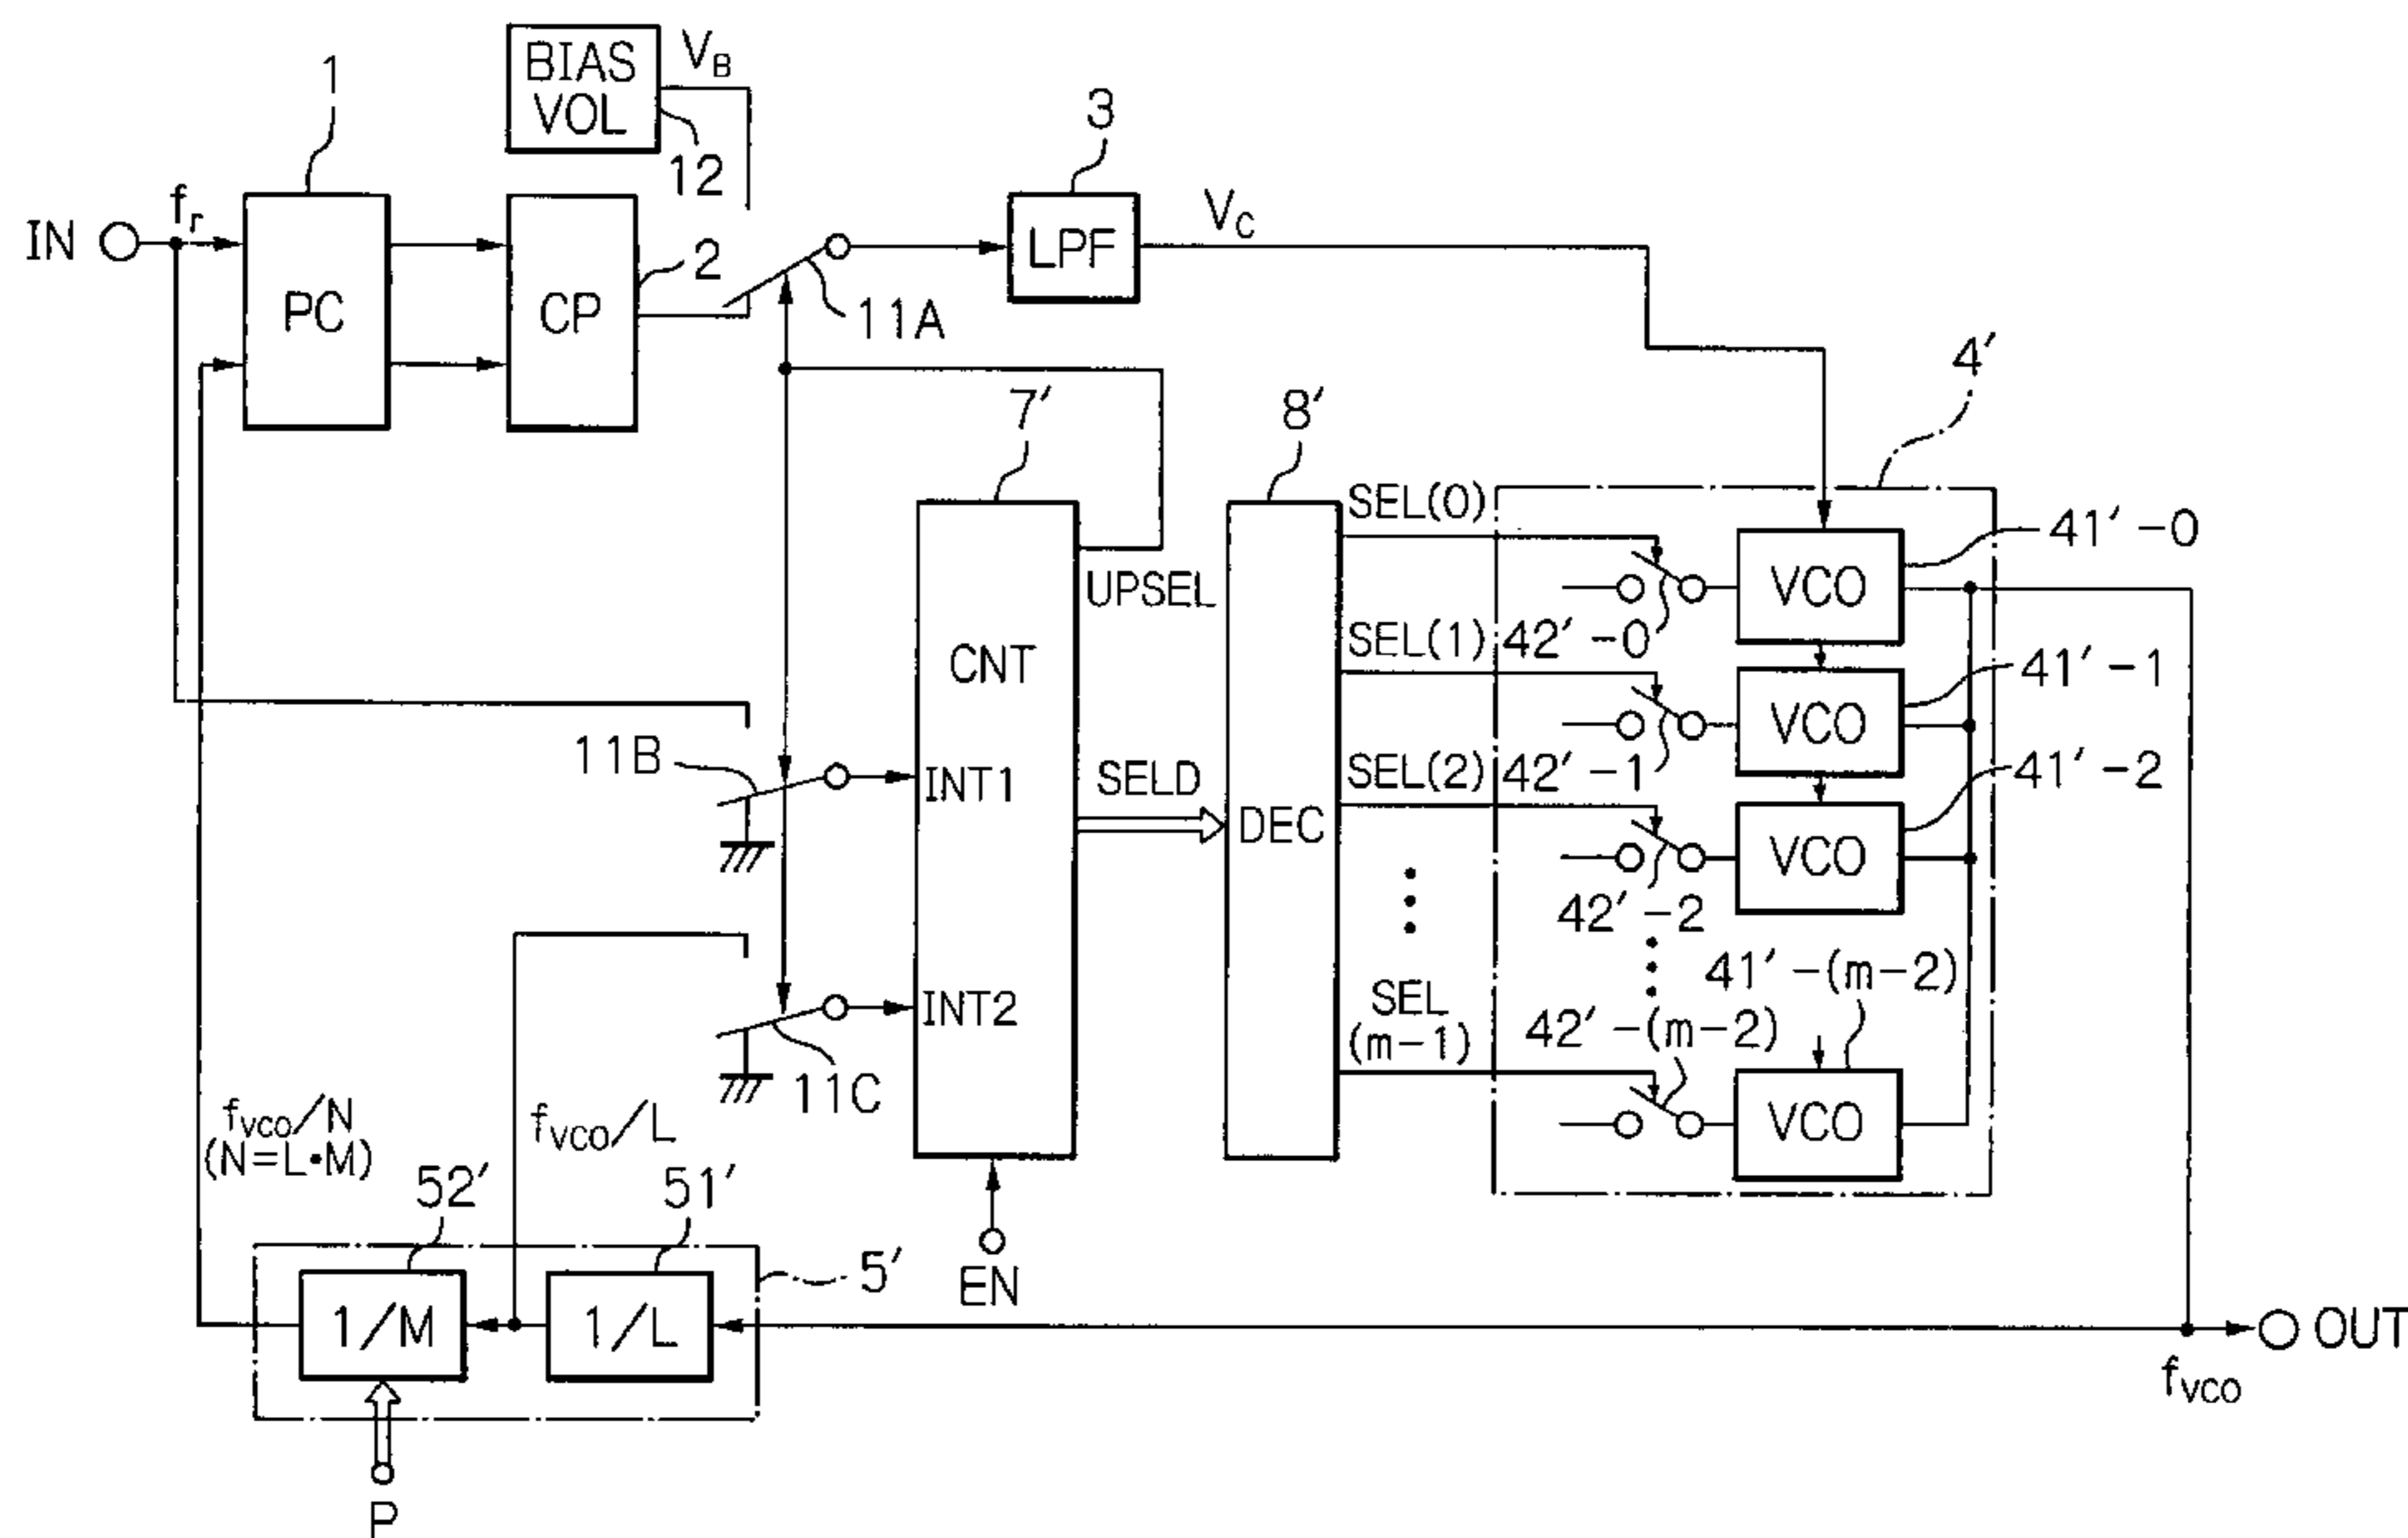 1
BIAS
VOL
V_B
12
3
IN
f_r
PC
CP
2
11A
LPF
V_C
4′
7′
8′
SEL(0)
41′-0
VCO
UPSEL
42′-0
SEL(1)
41′-1
VCO
CNT
11B
INT1
SELD
DEC
SEL(2)
42′-1
41′-2
VCO
42′-2
INT2
11C
SEL
(m-1)
42′-(m-2)
41′-(m-2)
VCO
f_VCO/N
(N=L•M)
f_VCO/L
52′
51′
5′
EN
1/M
1/L
OUT
f_VCO
P